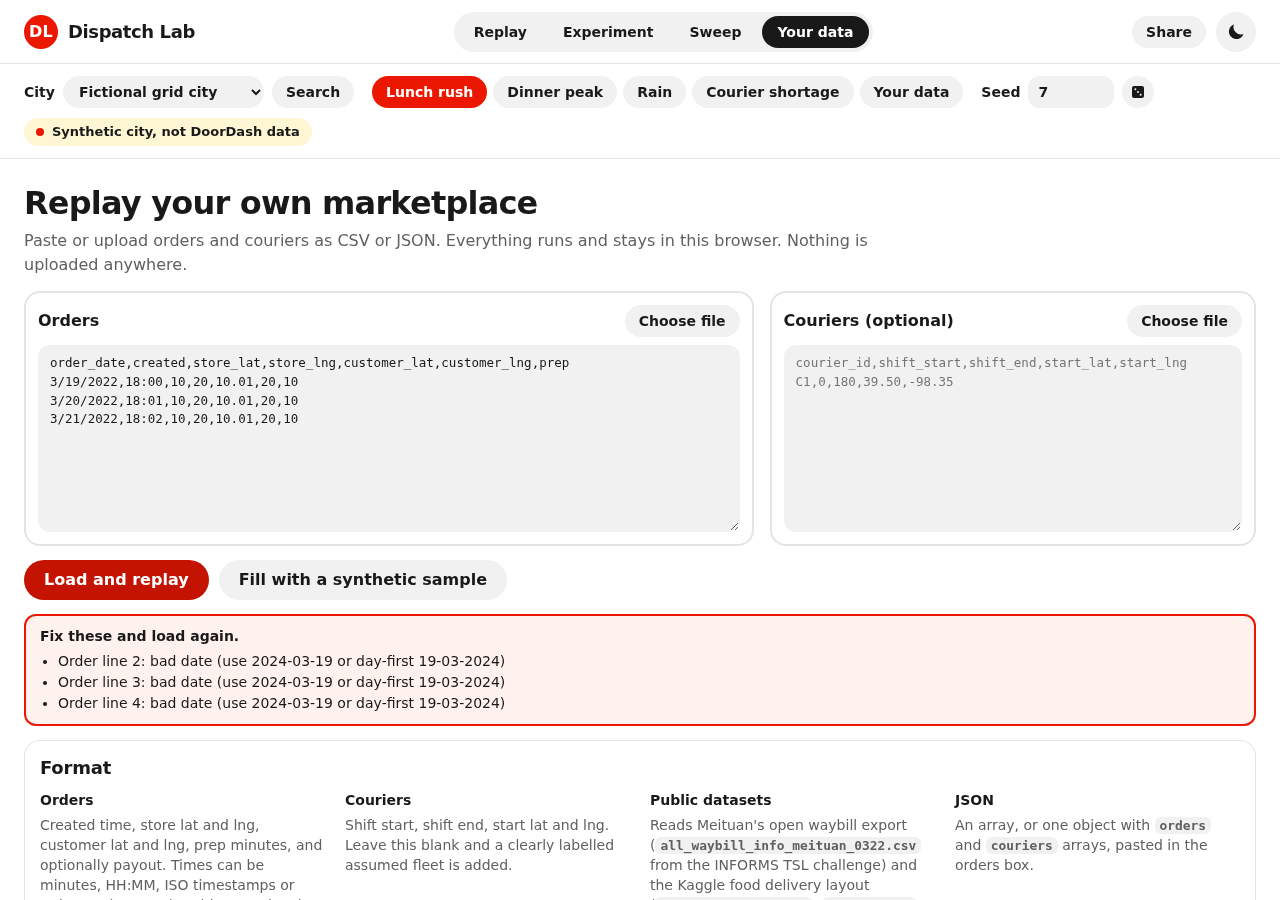 DL Dispatch Lab
Replay Experiment Sweep Your data
Share
City Fictional grid city Search Lunch rush Dinner peak Rain Courier shortage Your data Seed 7
Synthetic city, not DoorDash data
Replay your own marketplace
Paste or upload orders and couriers as CSV or JSON. Everything runs and stays in this browser. Nothing is
uploaded anywhere.
Orders
Choose file
order_date,created,store_lat,store_lng,customer_lat,customer_lng,prep
3/19/2022,18:00,10,20,10.01,20,10
3/20/2022,18:01,10,20,10.01,20,10
3/21/2022,18:02,10,20,10.01,20,10
Couriers (optional)
Choose file
courier_id,shift_start,shift_end,start_lat,start_lng
C1,0,180,39.50,-98.35
Load and replay
Fill with a synthetic sample
Fix these and load again.
• Order line 2: bad date (use 2024-03-19 or day-first 19-03-2024)
• Order line 3: bad date (use 2024-03-19 or day-first 19-03-2024)
• Order line 4: bad date (use 2024-03-19 or day-first 19-03-2024)
Format
Orders
Created time, store lat and lng,
customer lat and lng, prep minutes, and
optionally payout. Times can be
minutes, HH:MM, ISO timestamps or
Couriers
Shift start, shift end, start lat and lng.
Leave this blank and a clearly labelled
assumed fleet is added.
Public datasets
Reads Meituan's open waybill export
(all_waybill_info_meituan_0322.csv
from the INFORMS TSL challenge) and
the Kaggle food delivery layout
JSON
An array, or one object with orders
and couriers arrays, pasted in the
orders box.